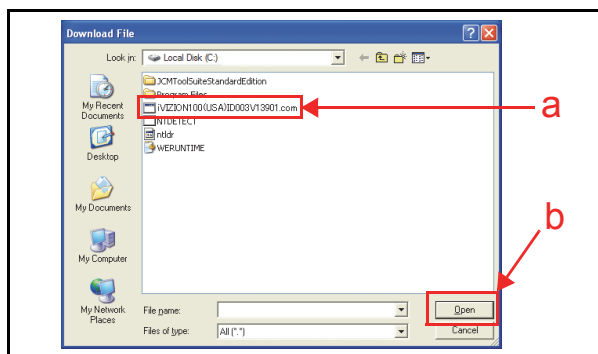 Download File
Look in: Local Disk (C:)
JCMToolSuiteStandardEdition
Program Files
iVIZION100(USA)ID003V13901.com
NTDETECT
ntldr
WERUNTIME
My Recent
Documents
Desktop
My Documents
My Computer
My Network
Places
File name:
Open
Files of type: All (*.*)
Cancel
a
b